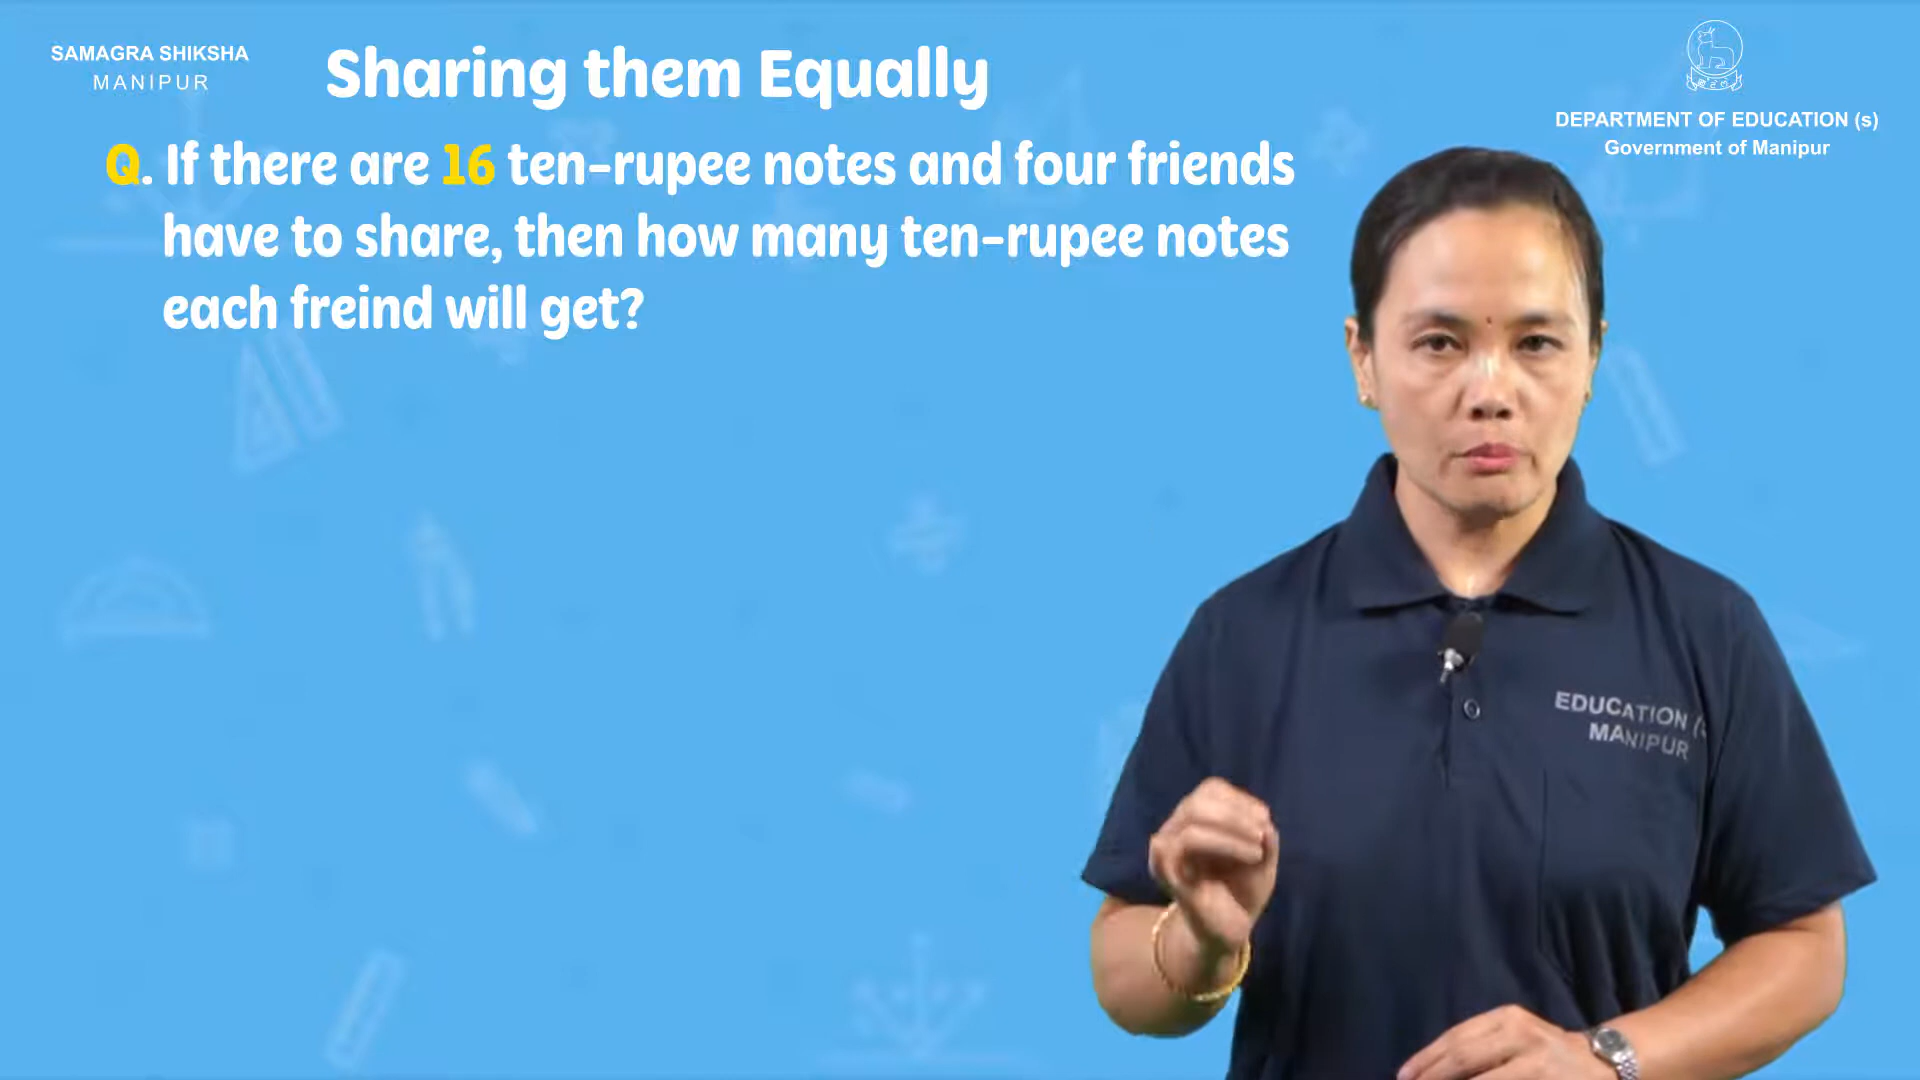 SAMAGRA SHIKSHA
MANIPUR
Sharing them Equally
DEPARTMENT OF EDUCATION (s)
Government of Manipur
Q. If there are 16 ten-rupee notes and four friends
have to share, then how many ten-rupee notes
each freind will get?
EDUCATION (
MANIPUR